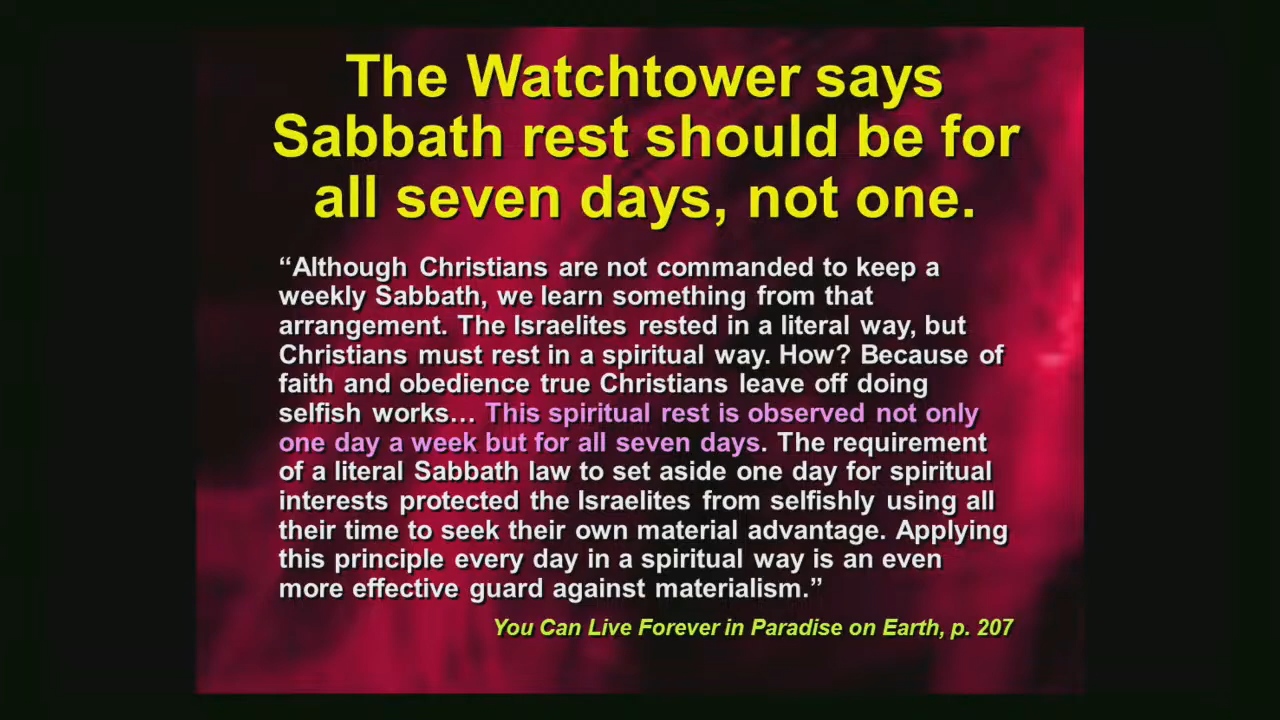 The Watchtower says
Sabbath rest should be for
all seven days, not one.
“Although Christians are not commanded to keep a
weekly Sabbath, we learn something from that
arrangement. The Israelites rested in a literal way, but
Christians must rest in a spiritual way. How? Because of
faith and obedience true Christians leave off doing
selfish works… This spiritual rest is observed not only
one day a week but for all seven days. The requirement
of a literal Sabbath law to set aside one day for spiritual
interests protected the Israelites from selfishly using all
their time to seek their own material advantage. Applying
this principle every day in a spiritual way is an even
more effective guard against materialism.”
You Can Live Forever in Paradise on Earth, p. 207